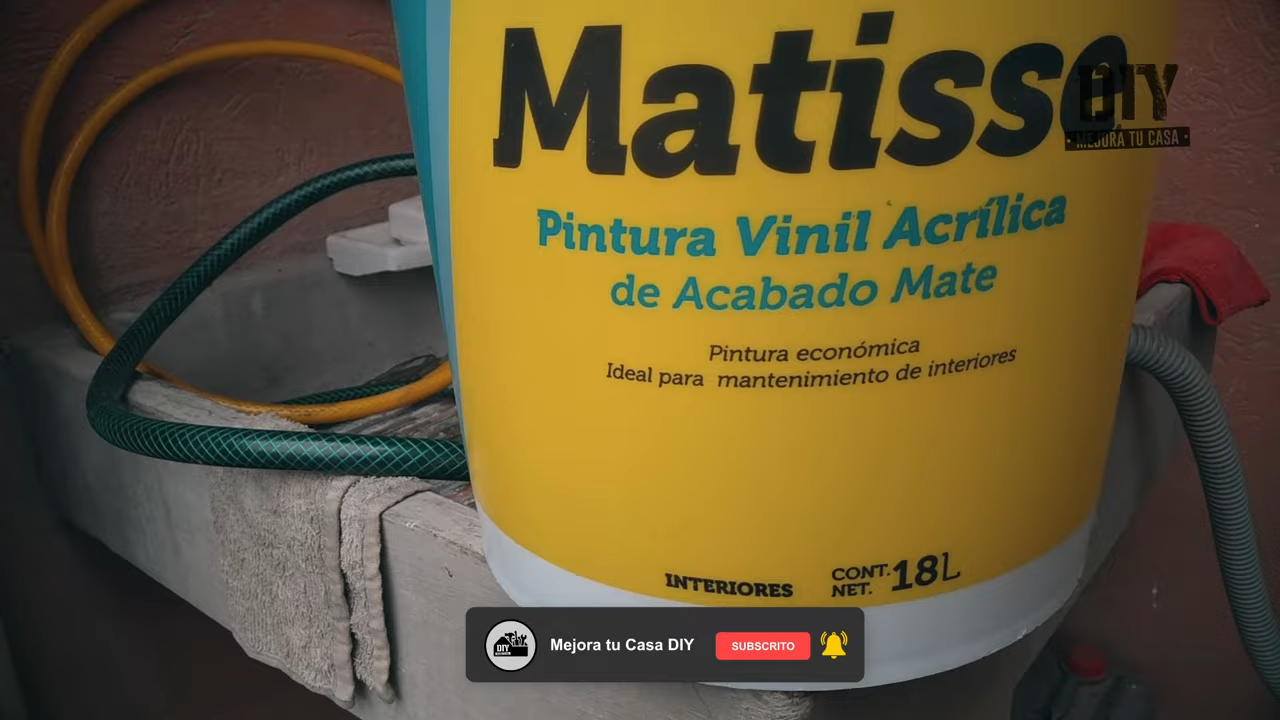 Matisse
DIY
• MEJORA TU CASA •
Pintura Vinil Acrílica
de Acabado Mate
Pintura económica
Ideal para mantenimiento de interiores
INTERIORES
CONT. NET. 18L
DIY
Mejora tu Casa DIY
SUBSCRITO